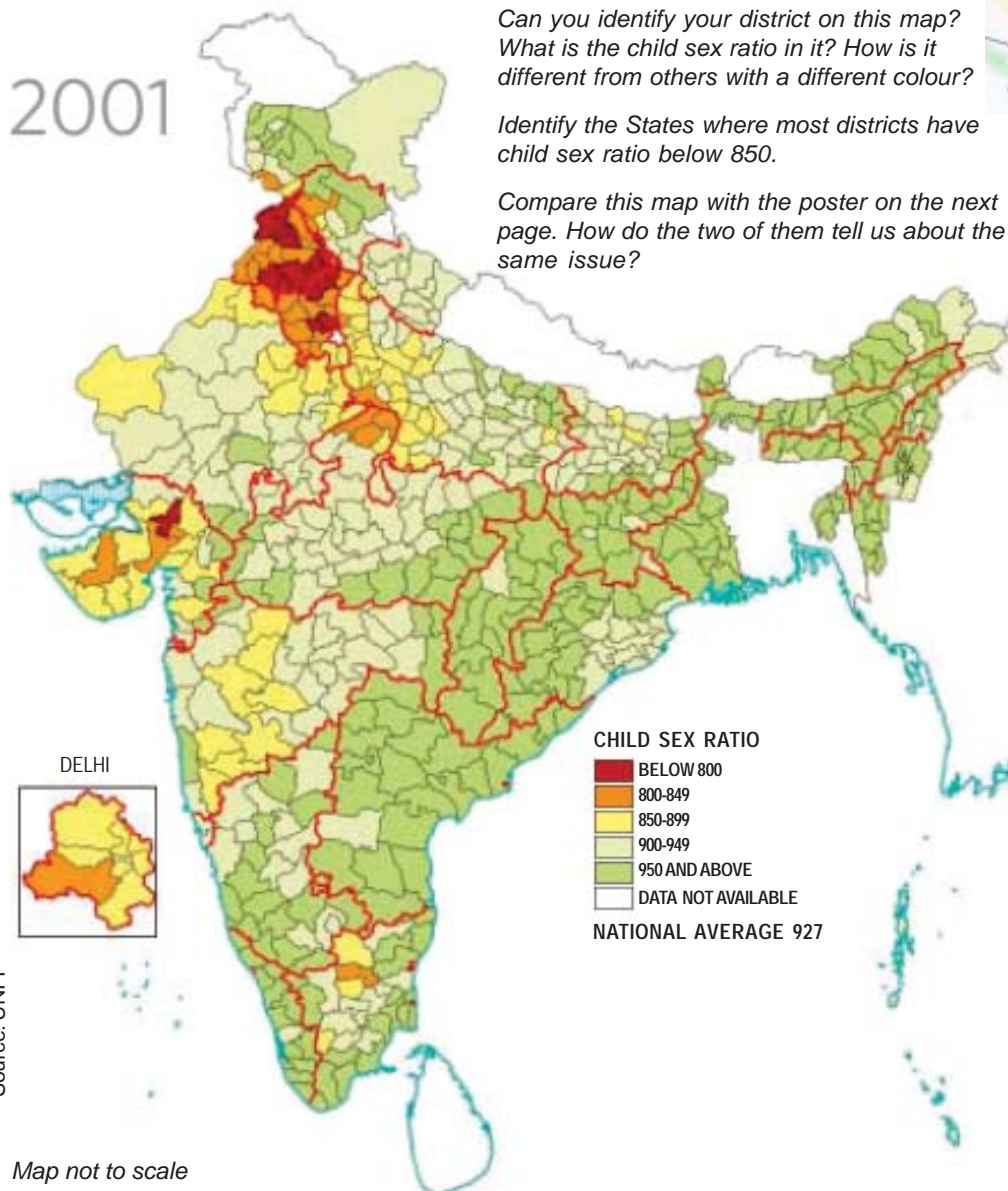 Can you identify your district on this map?
What is the child sex ratio in it? How is it
different from others with a different colour?
2001
Identify the States where most districts have
child sex ratio below 850.
Compare this map with the poster on the next
page. How do the two of them tell us about the
same issue?
CHILD SEX RATIO
BELOW 800
800-849
850-899
900-949
950 AND ABOVE
DATA NOT AVAILABLE
NATIONAL AVERAGE 927
DELHI
Map not to scale